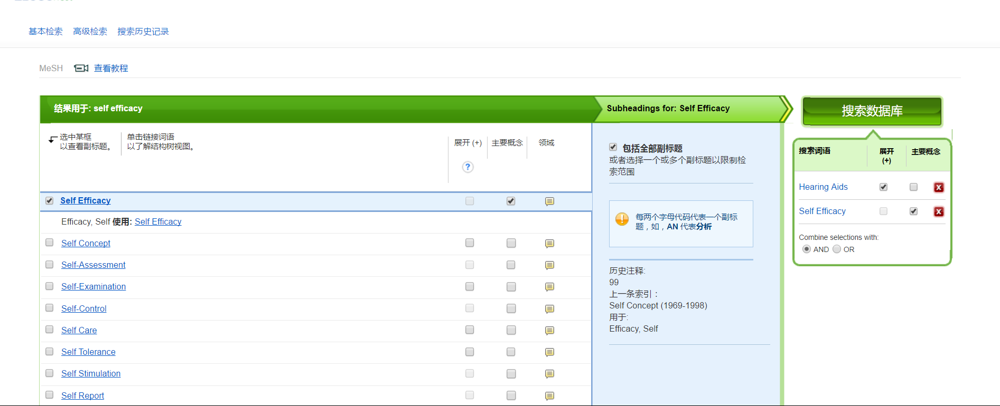 基本检索 高级检索 搜索历史记录
MeSH 查看教程
结果用于: self efficacy
选中某框
以查看副标题。
单击链接词语
以了解结构树视图。
展开 (+) 主要概念 领域
?
Self Efficacy
Efficacy, Self 使用: Self Efficacy
Self Concept
Self-Assessment
Self-Examination
Self-Control
Self Care
Self Tolerance
Self Stimulation
Self Report
Subheadings for: Self Efficacy
包括全部副标题
或者选择一个或多个副标题以限制检
索范围
每两个字母代码代表一个副标
题，如，AN 代表分析
历史注释:
99
上一条索引：
Self Concept (1969-1998)
用于:
Efficacy, Self
搜索数据库
搜索词语 展开 主要概念
(+)
Hearing Aids
Self Efficacy
Combine selections with:
AND OR